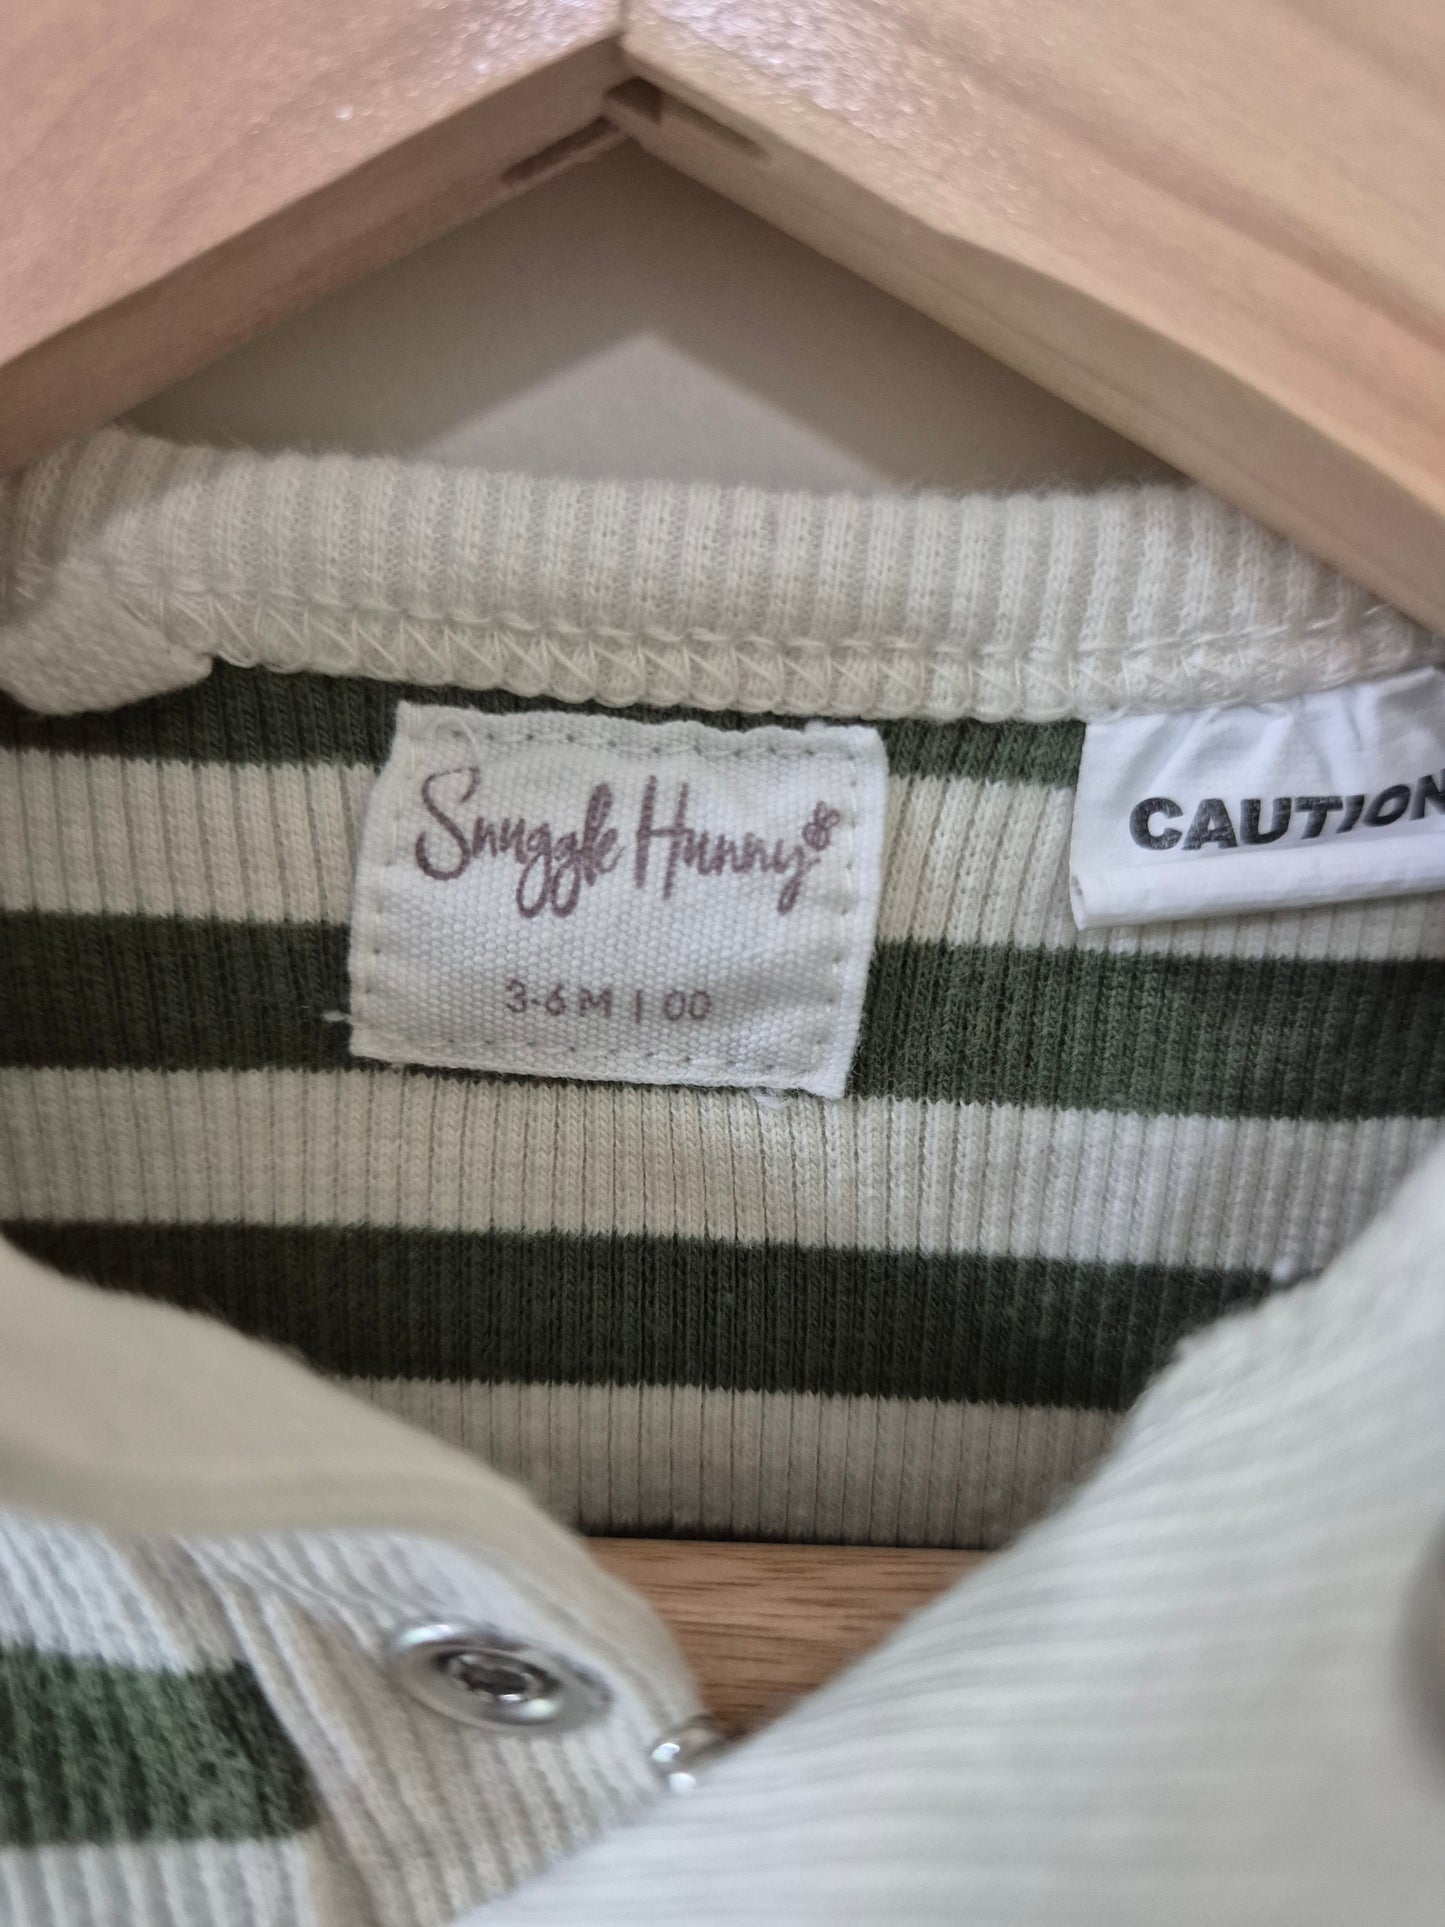 Snuggle Hunny
3-6 M | 00
CAUTION